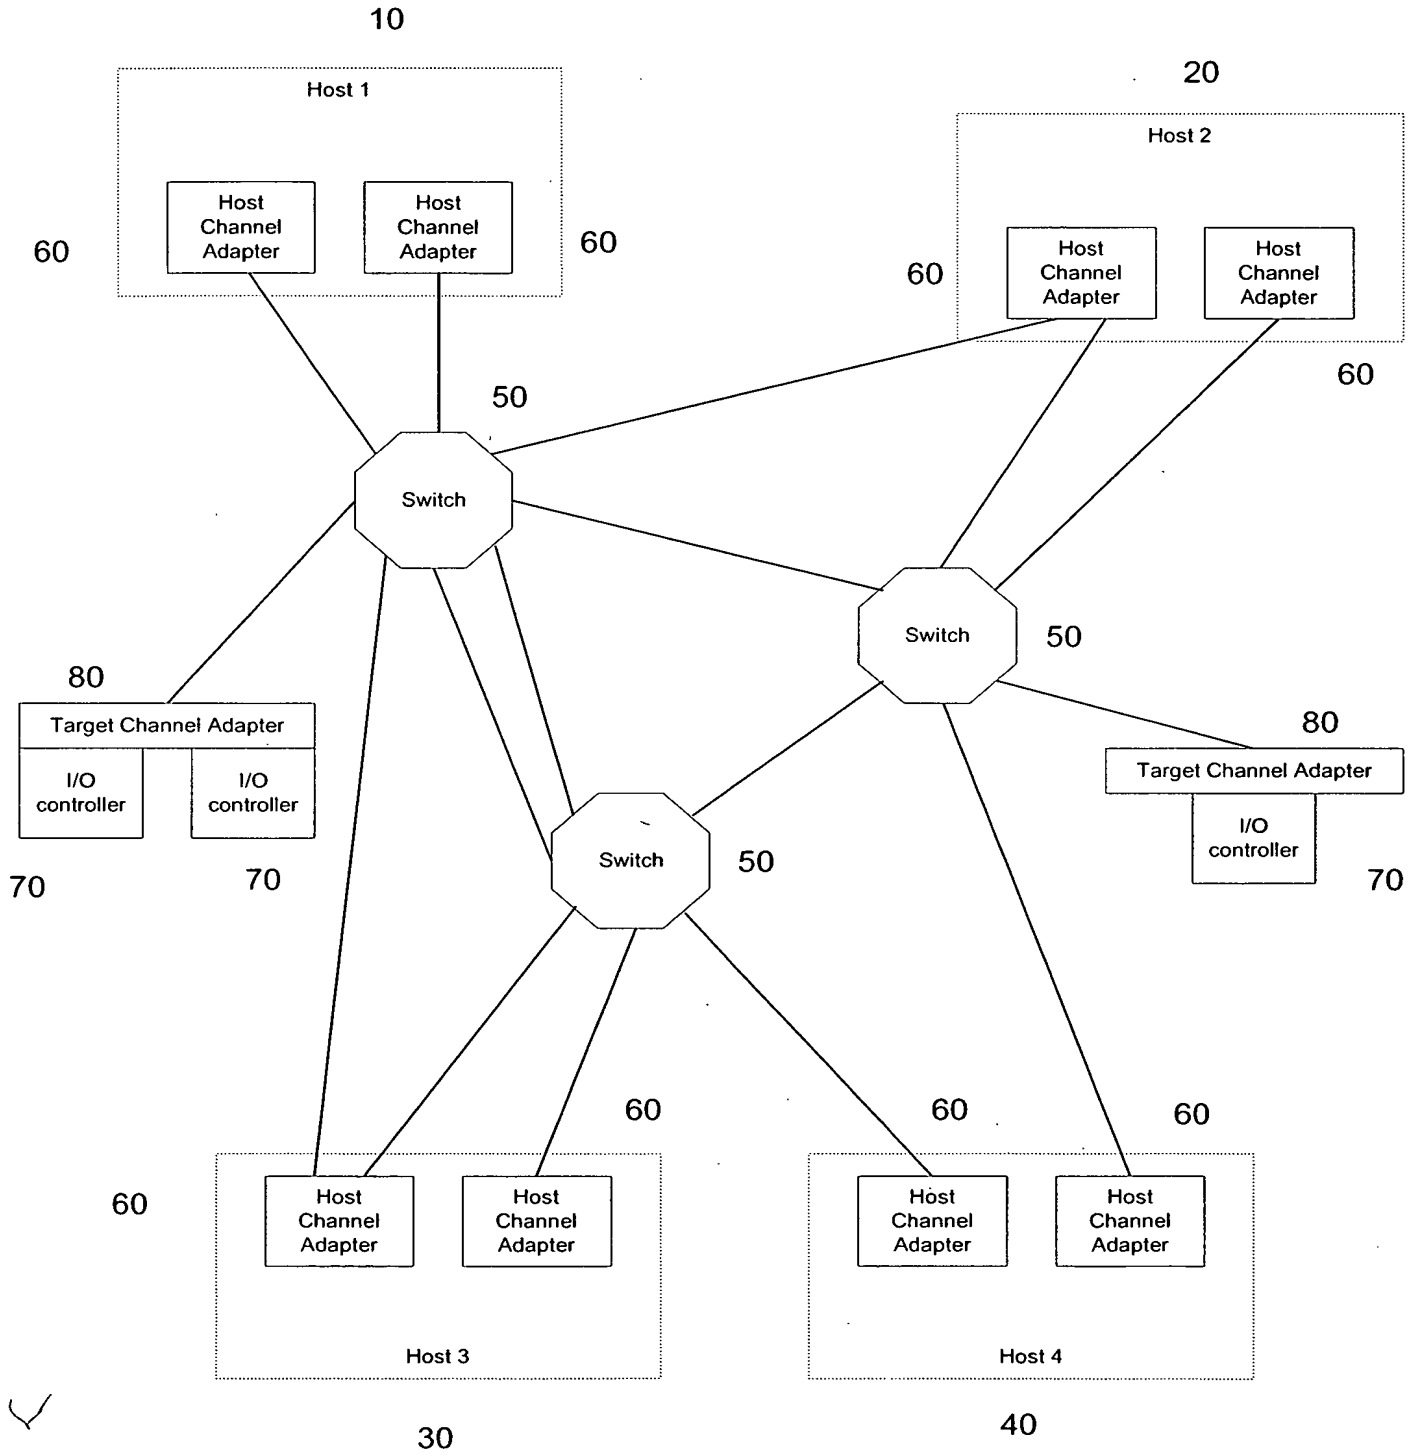 10
20
Host 1
Host 2
Host
Channel
Adapter
Host
Channel
Adapter
60
60
Host
Channel
Adapter
Host
Channel
Adapter
60
60
50
Switch
Switch
50
80
Target Channel Adapter
I/O
controller
I/O
controller
70
70
80
Target Channel Adapter
I/O
controller
70
Switch
50
60
60
60
60
Host
Channel
Adapter
Host
Channel
Adapter
Host
Channel
Adapter
Host
Channel
Adapter
Host 3
Host 4
30
40